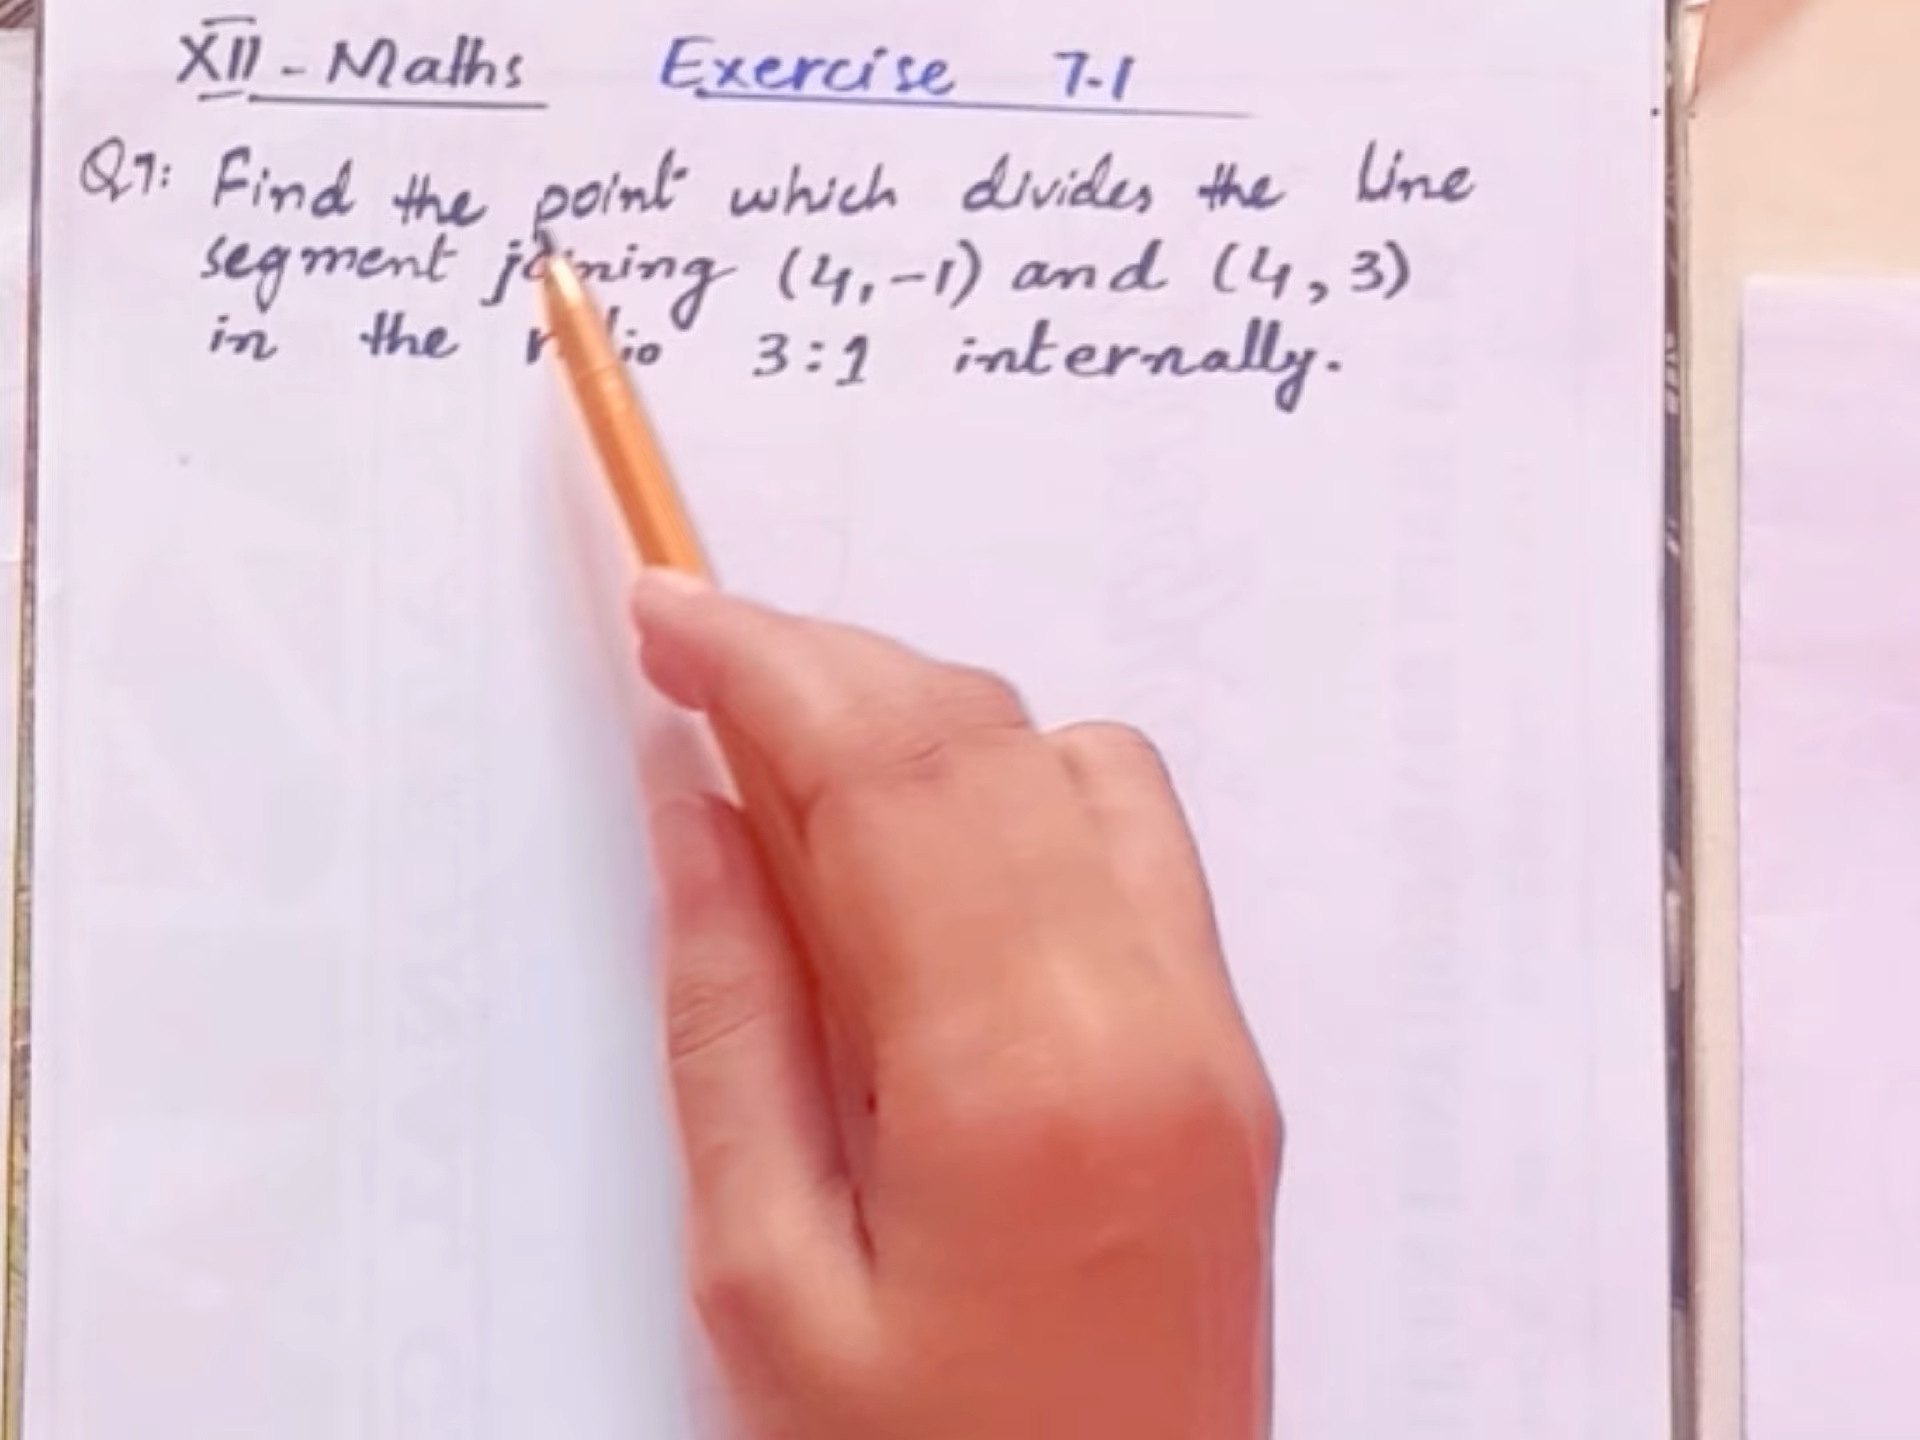 XII - Maths Exercise 7.1
Q7: Find the point which divides the line
segment joining (4,-1) and (4,3)
in the 3:1 internally.